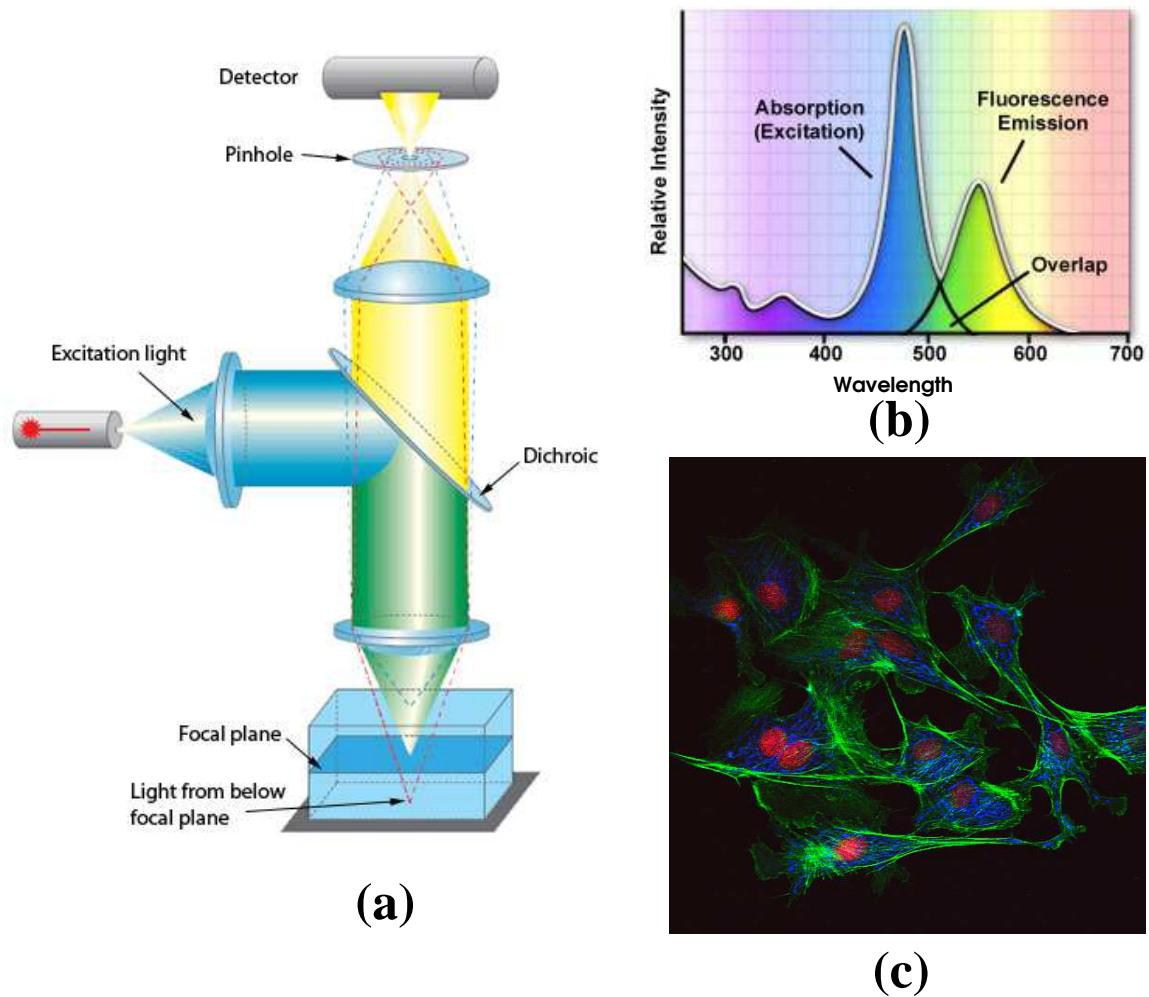 Detector
Pinhole
Excitation light
Dichroic
Focal plane
Light from below
focal plane
(a)
Relative Intensity
Absorption
(Excitation)
Fluorescence
Emission
Overlap
300 400 500 600 700
Wavelength
(b)
(c)